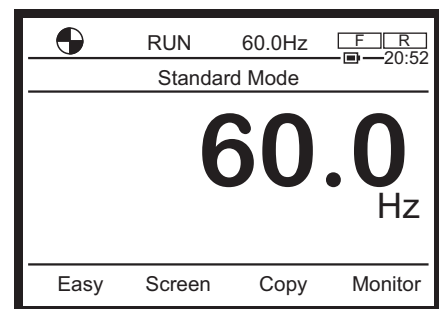 RUN 60.0Hz F R
20:52
Standard Mode
60.0
Hz
Easy Screen Copy Monitor